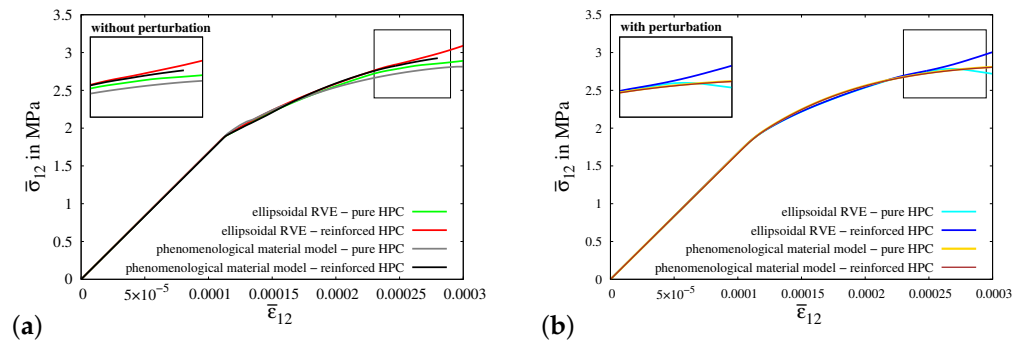 without perturbation
3.5
3
2.5
2
1.5
1
0.5
0
σ̅12 in MPa
ellipsoidal RVE – pure HPC
ellipsoidal RVE – reinforced HPC
phenomenological material model – pure HPC
phenomenological material model – reinforced HPC
0 5×10⁻⁵ 0.0001 0.00015 0.0002 0.00025 0.0003
ε̅12
(a)
with perturbation
3.5
3
2.5
2
1.5
1
0.5
0
σ̅12 in MPa
ellipsoidal RVE – pure HPC
ellipsoidal RVE – reinforced HPC
phenomenological material model – pure HPC
phenomenological material model – reinforced HPC
0 5×10⁻⁵ 0.0001 0.00015 0.0002 0.00025 0.0003
ε̅12
(b)